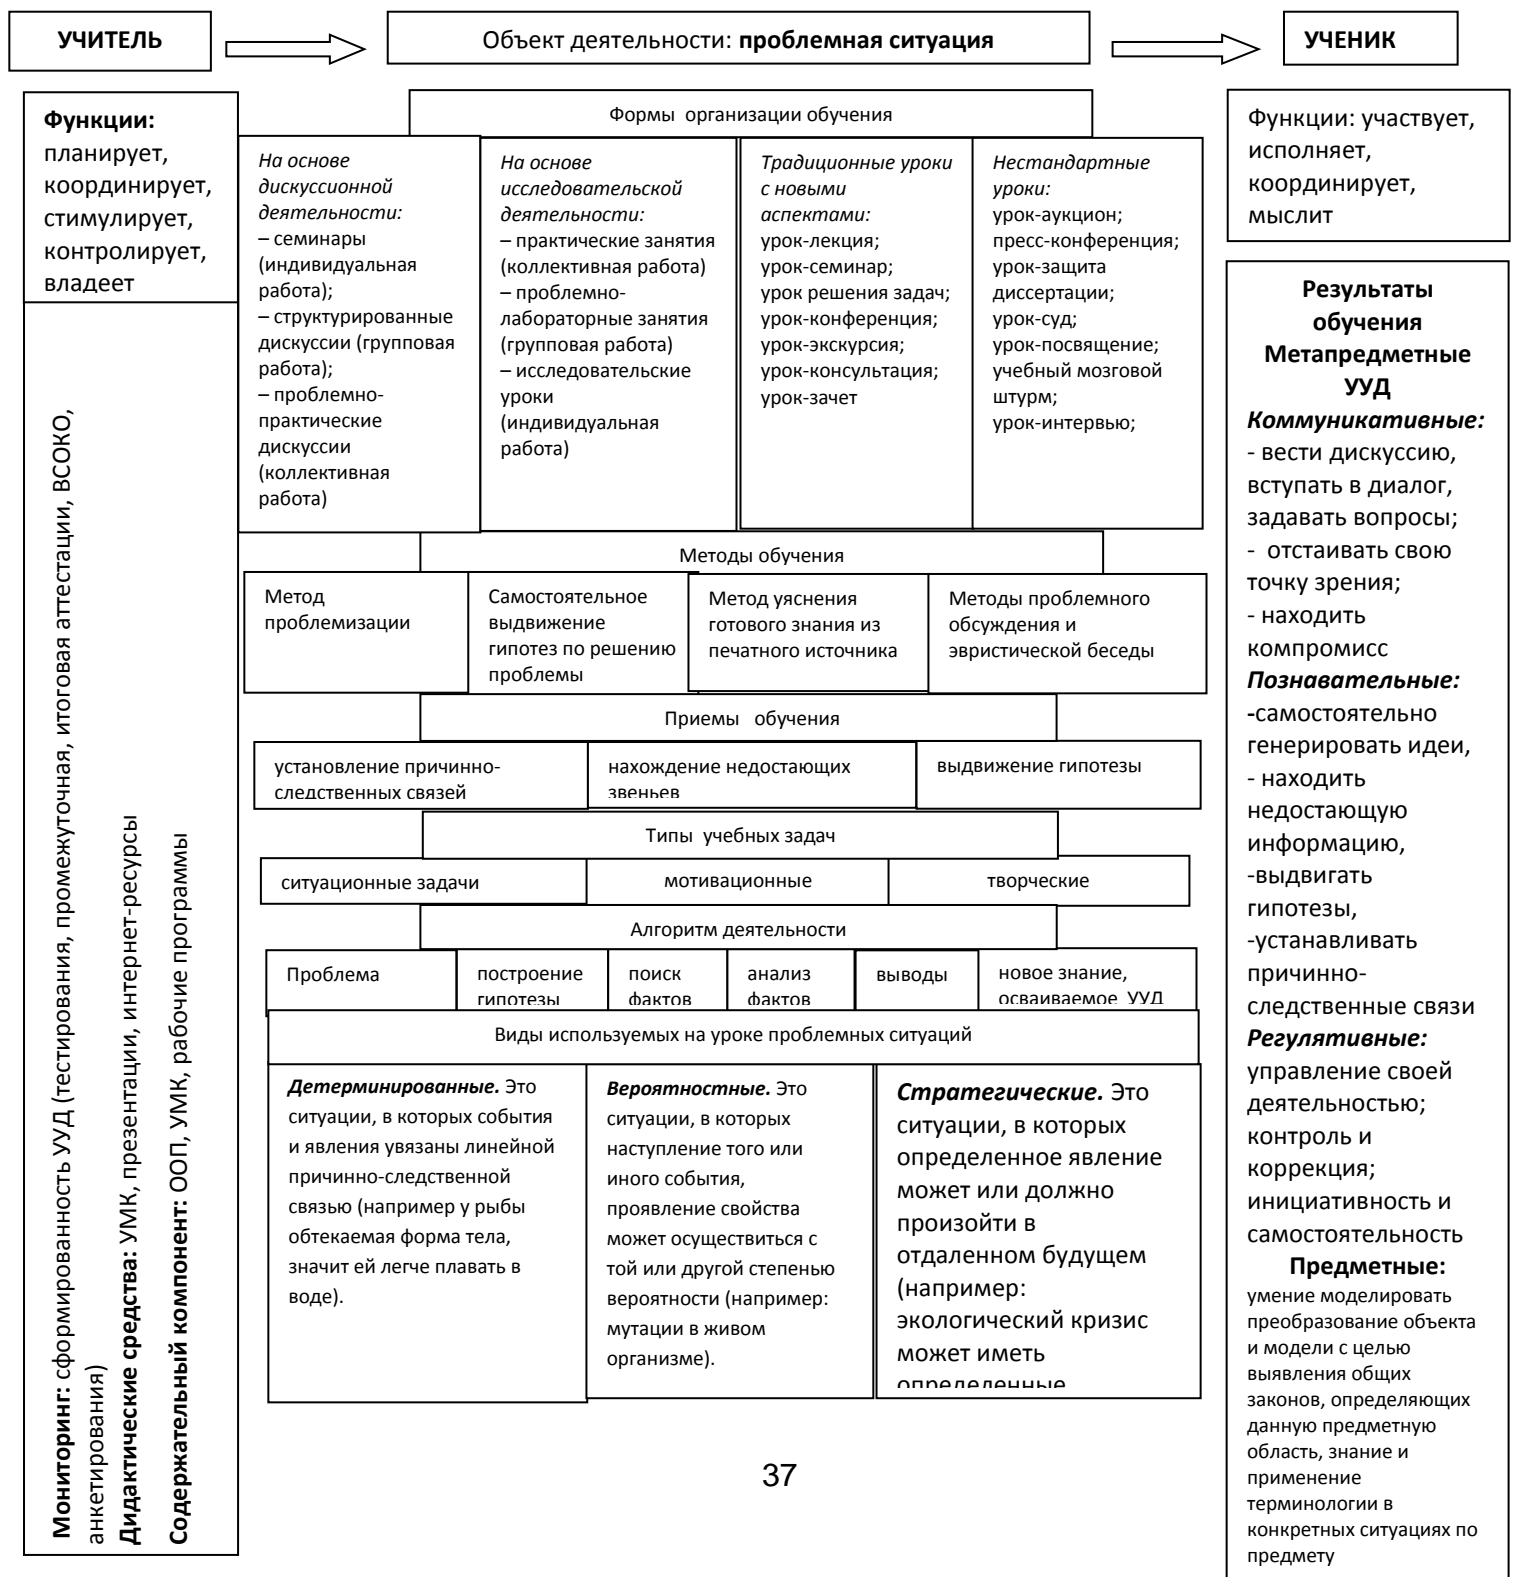 УЧИТЕЛЬ
Объект деятельности: проблемная ситуация
УЧЕНИК
Функции:
планирует,
координирует,
стимулирует,
контролирует,
владеет
Мониторинг: сформированность УУД (тестирования, промежуточная, итоговая аттестации, ВСОКО,
анкетирования)
Дидактические средства: УМК, презентации, интернет-ресурсы
Содержательный компонент: ООП, УМК, рабочие программы
Формы организации обучения
На основе
дискуссионной
деятельности:
– семинары
(индивидуальная
работа);
– структурированные
дискуссии (групповая
работа);
– проблемно-
практические
дискуссии
(коллективная
работа)
На основе
исследовательской
деятельности:
– практические занятия
(коллективная работа)
– проблемно-
лабораторные занятия
(групповая работа)
– исследовательские
уроки
(индивидуальная
работа)
Традиционные уроки
с новыми
аспектами:
урок-лекция;
урок-семинар;
урок решения задач;
урок-конференция;
урок-экскурсия;
урок-консультация;
урок-зачет
Нестандартные
уроки:
урок-аукцион;
пресс-конференция;
урок-защита
диссертации;
урок-суд;
урок-посвящение;
учебный мозговой
штурм;
урок-интервью;
Методы обучения
Метод
проблемизации
Самостоятельное
выдвижение
гипотез по решению
проблемы
Метод уяснения
готового знания из
печатного источника
Методы проблемного
обсуждения и
эвристической беседы
Приемы обучения
установление причинно-
следственных связей
нахождение недостающих
звеньев
выдвижение гипотезы
Типы учебных задач
ситуационные задачи
мотивационные
творческие
Алгоритм деятельности
Проблема
построение
гипотезы
поиск
фактов
анализ
фактов
выводы
новое знание,
осваиваемое УУД
Виды используемых на уроке проблемных ситуаций
Детерминированные. Это
ситуации, в которых события
и явления увязаны линейной
причинно-следственной
связью (например у рыбы
обтекаемая форма тела,
значит ей легче плавать в
воде).
Вероятностные. Это
ситуации, в которых
наступление того или
иного события,
проявление свойства
может осуществиться с
той или другой степенью
вероятности (например:
мутации в живом
организме).
Стратегические. Это
ситуации, в которых
определенное явление
может или должно
произойти в
отдаленном будущем
(например:
экологический кризис
может иметь
определенные
Функции: участвует,
исполняет,
координирует,
мыслит
Результаты
обучения
Метапредметные
УУД
Коммуникативные:
- вести дискуссию,
вступать в диалог,
задавать вопросы;
- отстаивать свою
точку зрения;
- находить
компромисс
Познавательные:
-самостоятельно
генерировать идеи,
- находить
недостающую
информацию,
-выдвигать
гипотезы,
-устанавливать
причинно-
следственные связи
Регулятивные:
управление своей
деятельностью;
контроль и
коррекция;
инициативность и
самостоятельность
Предметные:
умение моделировать
преобразование объекта
и модели с целью
выявления общих
законов, определяющих
данную предметную
область, знание и
применение
терминологии в
конкретных ситуациях по
предмету
37